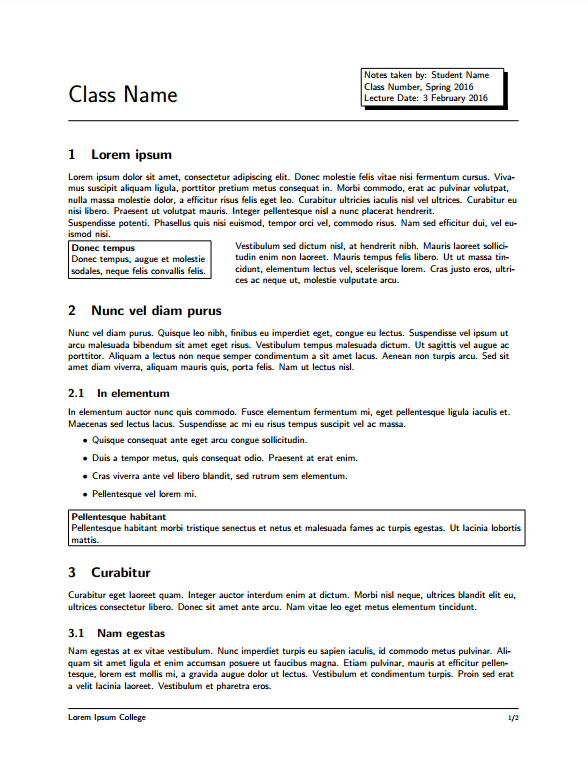 Class Name
Notes taken by: Student Name
Class Number, Spring 2016
Lecture Date: 3 February 2016
1 Lorem ipsum
Lorem ipsum dolor sit amet, consectetur adipiscing elit. Donec molestie felis vitae nisi fermentum cursus. Viva-
mus suscipit aliquam ligula, porttitor pretium metus consequat in. Morbi commodo, erat ac pulvinar volutpat,
nulla massa molestie dolor, a efficitur risus felis eget leo. Curabitur ultricies iaculis nisl vel ultrices. Curabitur eu
nisi libero. Praesent ut volutpat mauris. Integer pellentesque nisl a nunc placerat hendrerit.
Suspendisse potenti. Phasellus quis nisi euismod, tempor orci vel, commodo risus. Nam sed efficitur dui, vel eu-
ismod nisi.
Donec tempus
Donec tempus, augue et molestie
sodales, neque felis convallis felis.
Vestibulum sed dictum nisl, at hendrerit nibh. Mauris laoreet sollici-
tudin enim non laoreet. Mauris tempus felis libero. Ut ut massa tin-
cidunt, elementum lectus vel, scelerisque lorem. Cras justo eros, ultri-
ces ac neque ut, molestie vulputate arcu.
2 Nunc vel diam purus
Nunc vel diam purus. Quisque leo nibh, finibus eu imperdiet eget, congue eu lectus. Suspendisse vel ipsum ut
arcu malesuada bibendum sit amet eget risus. Vestibulum tempus malesuada dictum. Ut sagittis vel augue ac
porttitor. Aliquam a lectus non neque semper condimentum a sit amet lacus. Aenean non turpis arcu. Sed sit
amet diam viverra, aliquam mauris quis, porta felis. Nam ut lectus nisl.
2.1 In elementum
In elementum auctor nunc quis commodo. Fusce elementum fermentum mi, eget pellentesque ligula iaculis et.
Maecenas sed lectus lacus. Suspendisse ac mi eu risus tempus suscipit vel ac massa.
• Quisque consequat ante eget arcu congue sollicitudin.
• Duis a tempor metus, quis consequat odio. Praesent at erat enim.
• Cras viverra ante vel libero blandit, sed rutrum sem elementum.
• Pellentesque vel lorem mi.
Pellentesque habitant
Pellentesque habitant morbi tristique senectus et netus et malesuada fames ac turpis egestas. Ut lacinia lobortis
mattis.
3 Curabitur
Curabitur eget laoreet quam. Integer auctor interdum enim at dictum. Morbi nisl neque, ultrices blandit elit eu,
ultrices consectetur libero. Donec sit amet ante arcu. Nam vitae leo eget metus elementum tincidunt.
3.1 Nam egestas
Nam egestas at ex vitae vestibulum. Nunc imperdiet turpis eu sapien iaculis, id commodo metus pulvinar. Ali-
quam sit amet ligula et enim accumsan posuere ut faucibus magna. Etiam pulvinar, mauris at efficitur pellen-
tesque, lorem est mollis mi, a gravida augue dolor ut lectus. Vestibulum et condimentum turpis. Proin sed erat
a velit lacinia laoreet. Vestibulum et pharetra eros.
Lorem Ipsum College
1/2